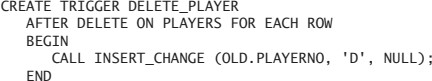 CREATE TRIGGER DELETE_PLAYER
AFTER DELETE ON PLAYERS FOR EACH ROW
BEGIN
CALL INSERT_CHANGE (OLD.PLAYERNO, 'D', NULL);
END